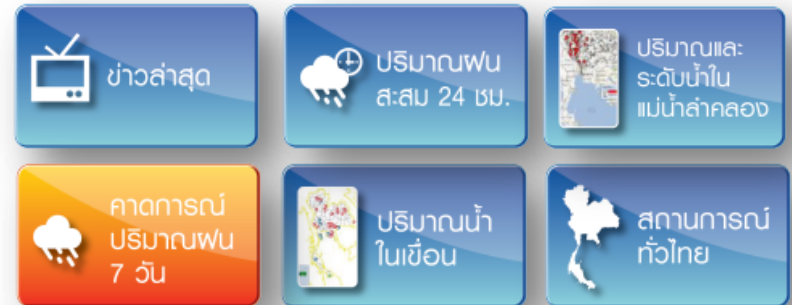 ข่าวล่าสุด
ปริมาณฝน
สะสม 24 ชม.
ปริมาณและ
ระดับน้ำใน
แม่น้ำลำคลอง
คาดการณ์
ปริมาณฝน
7 วัน
ปริมาณน้ำ
ในเขื่อน
สถานการณ์
ทั่วไทย